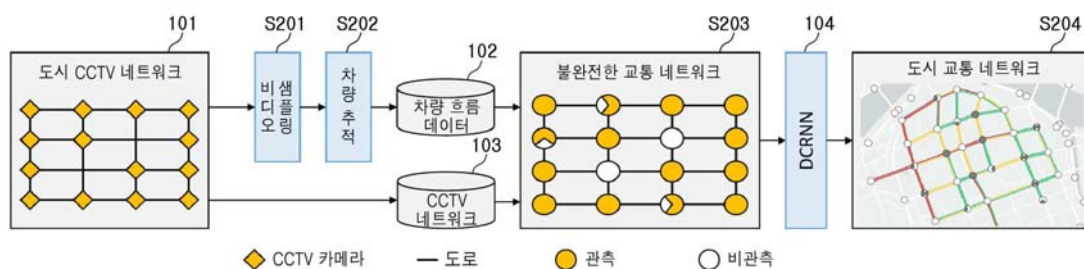 101
S201
S202
102
S203
104
S204
도시 CCTV 네트워크
비디오
샘플링
차량 추적
차량 흐름
데이터
103
CCTV
네트워크
불완전한 교통 네트워크
DCRNN
도시 교통 네트워크
CCTV 카메라
도로
관측
비관측